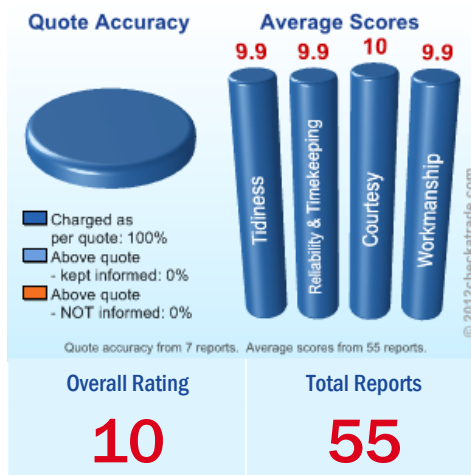 Quote Accuracy
Charged as
per quote: 100%
Above quote
- kept informed: 0%
Above quote
- NOT informed: 0%
Average Scores
9.9 9.9 10 9.9
Tidiness
Reliability & Timekeeping
Courtesy
Workmanship
© 2012checkatrade.com
Quote accuracy from 7 reports. Average scores from 55 reports.
Overall Rating
10
Total Reports
55